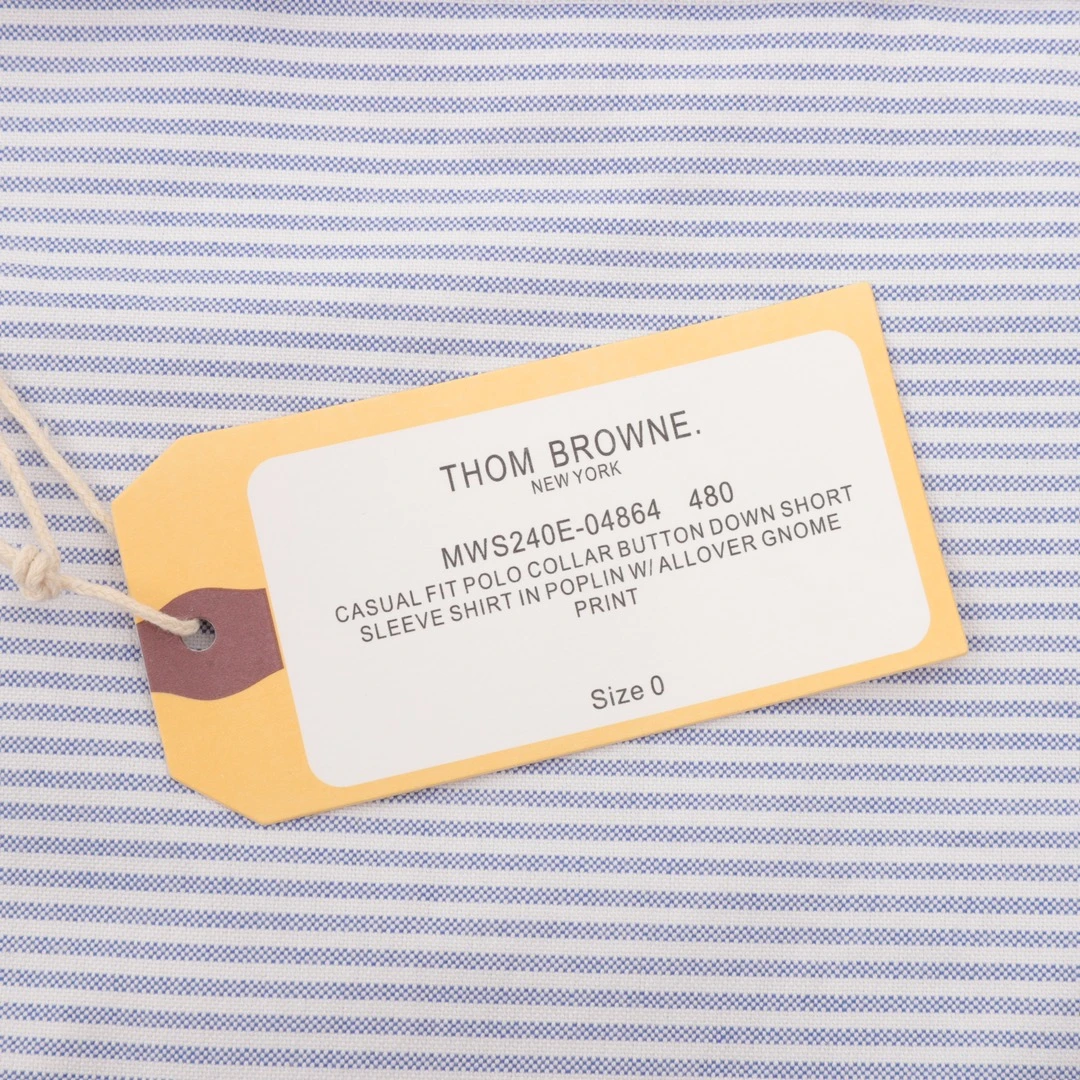 THOM BROWNE.
NEW YORK
MWS240E-04864 480
CASUAL FIT POLO COLLAR BUTTON DOWN SHORT
SLEEVE SHIRT IN POPLIN W/ ALLOVER GNOME
PRINT
Size 0